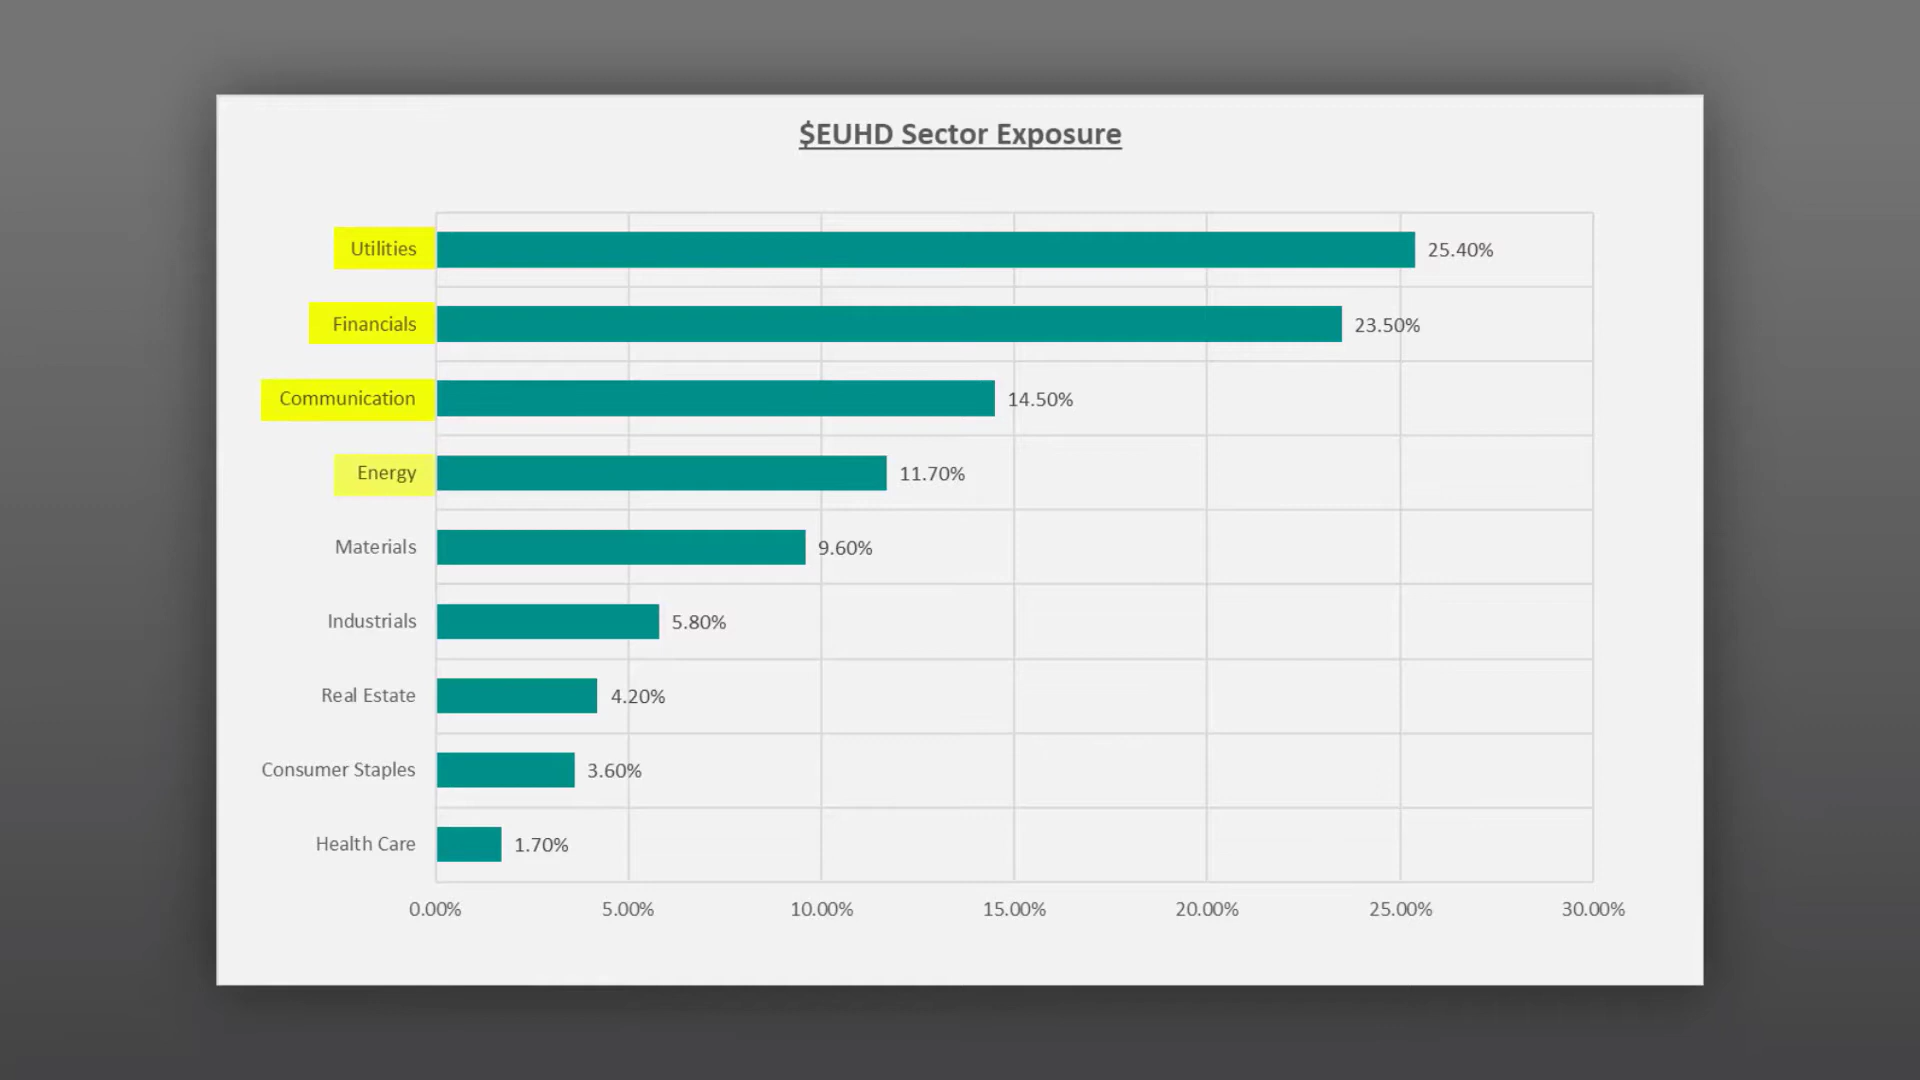 $EUHD Sector Exposure
Utilities 25.40%
Financials 23.50%
Communication 14.50%
Energy 11.70%
Materials 9.60%
Industrials 5.80%
Real Estate 4.20%
Consumer Staples 3.60%
Health Care 1.70%
0.00% 5.00% 10.00% 15.00% 20.00% 25.00% 30.00%